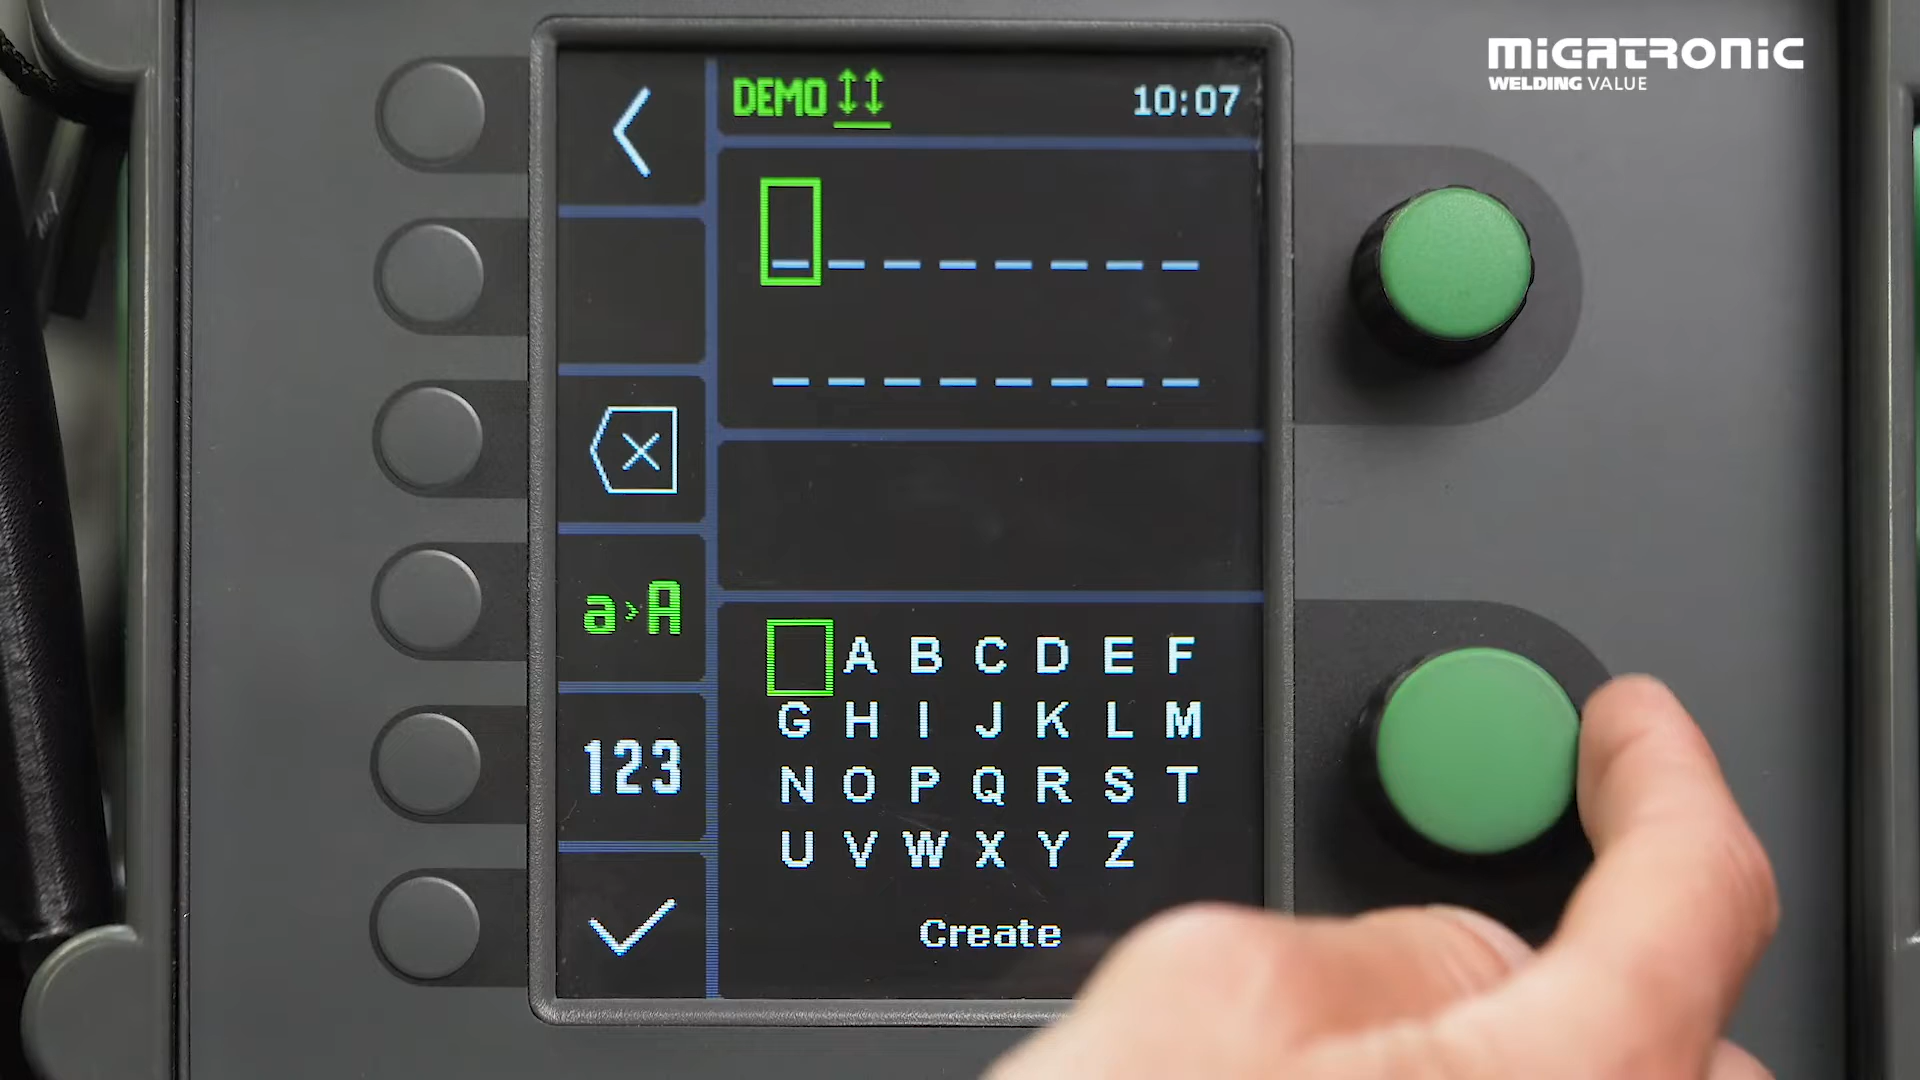 MIGATRONIC
WELDING VALUE
DEMO 10:07
a›A
123
A B C D E F
G H I J K L M
N O P Q R S T
U V W X Y Z
Create